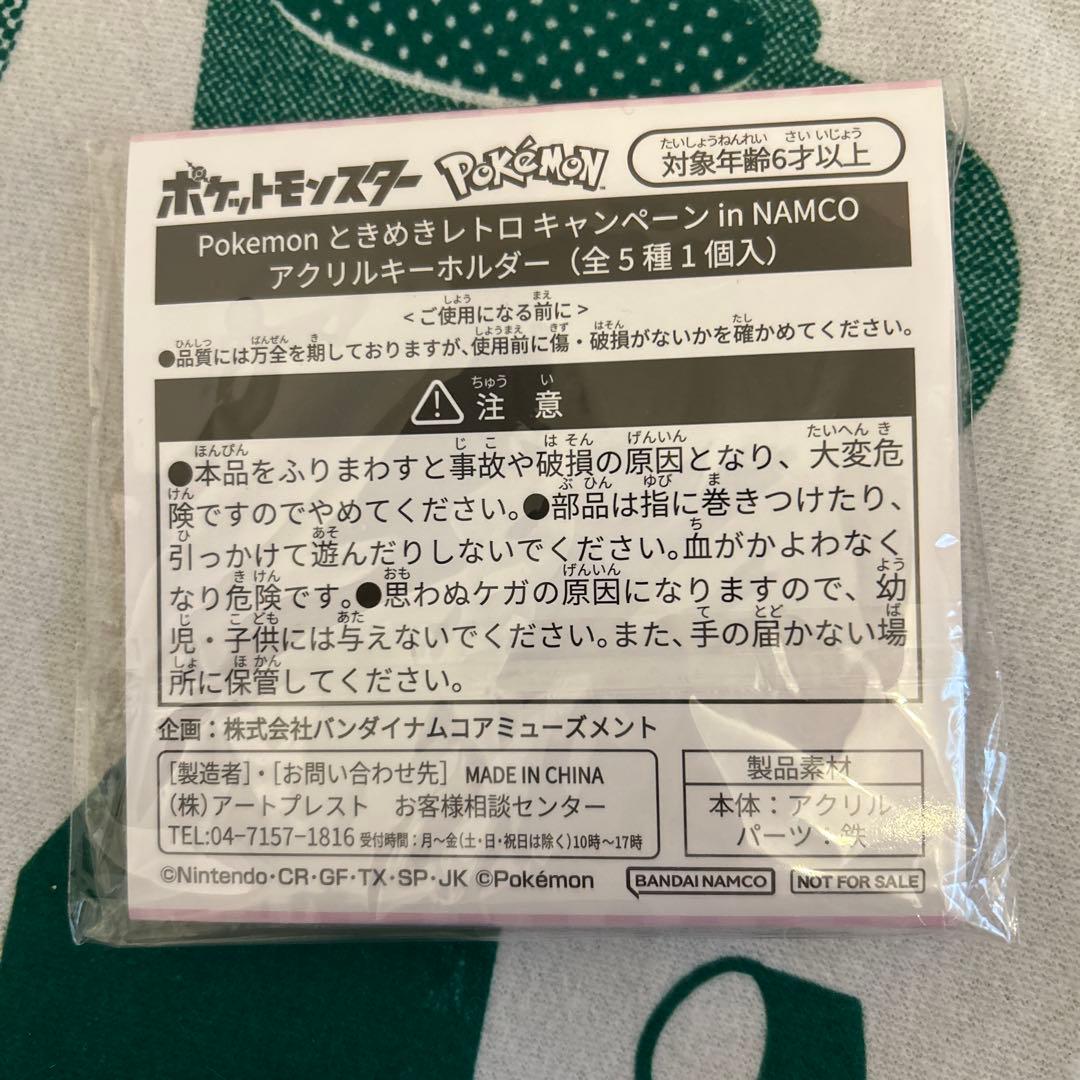 ポケットモンスター POKÉMON TM
たいしょうねんれい さい いじょう
対象年齢6才以上
Pokemon ときめきレトロ キャンペーン in NAMCO
アクリルキーホルダー（全5種1個入）
しよう まえ
<ご使用になる前に>
ひんしつ ばんぜん き しようまえ きず はそん たし
●品質には万全を期しておりますが、使用前に傷・破損がないかを確かめてください。
ちゅう い
注 意
ほんぴん じ こ は そん げんいん たいへん き
●本品をふりまわすと事故や破損の原因となり、大変危
けん ぶ ひん ゆび ま
険ですのでやめてください。●部品は指に巻きつけたり、
ひ あそ ち
引っかけて遊んだりしないでください。血がかよわなく
き けん おも げんいん よう
なり危険です。●思わぬケガの原因になりますので、幼
じ こ ども あた て とど ば
児・子供には与えないでください。また、手の届かない場
しょ ほ かん
所に保管してください。
企画：株式会社バンダイナムコアミューズメント
［製造者］・［お問い合わせ先］ MADE IN CHINA
（株）アートプレスト お客様相談センター
TEL:04-7157-1816 受付時間：月～金(土・日・祝日は除く)10時～17時
製品素材
本体：アクリル
パーツ：鉄
©Nintendo・CR・GF・TX・SP・JK ©Pokémon
BANDAI NAMCO
NOT FOR SALE